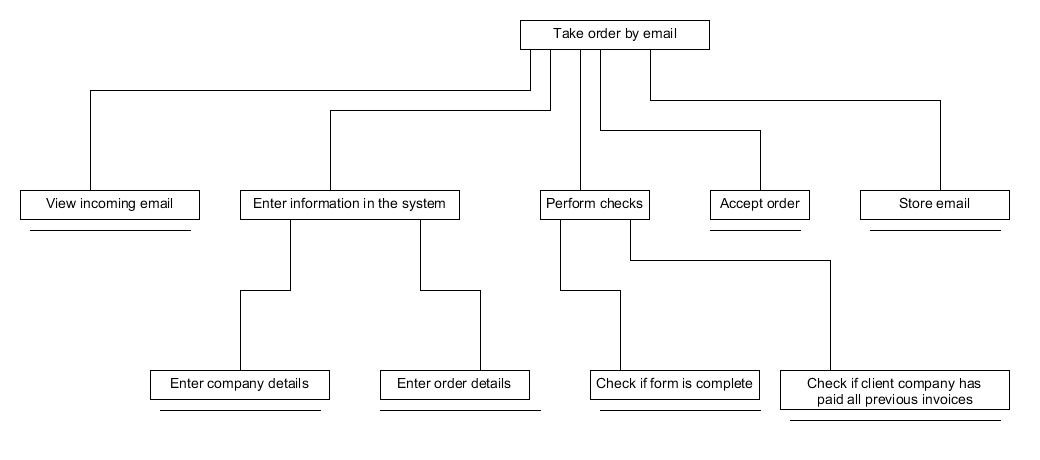 Take order by email
View incoming email
Enter information in the system
Perform checks
Accept order
Store email
Enter company details
Enter order details
Check if form is complete
Check if client company has
paid all previous invoices